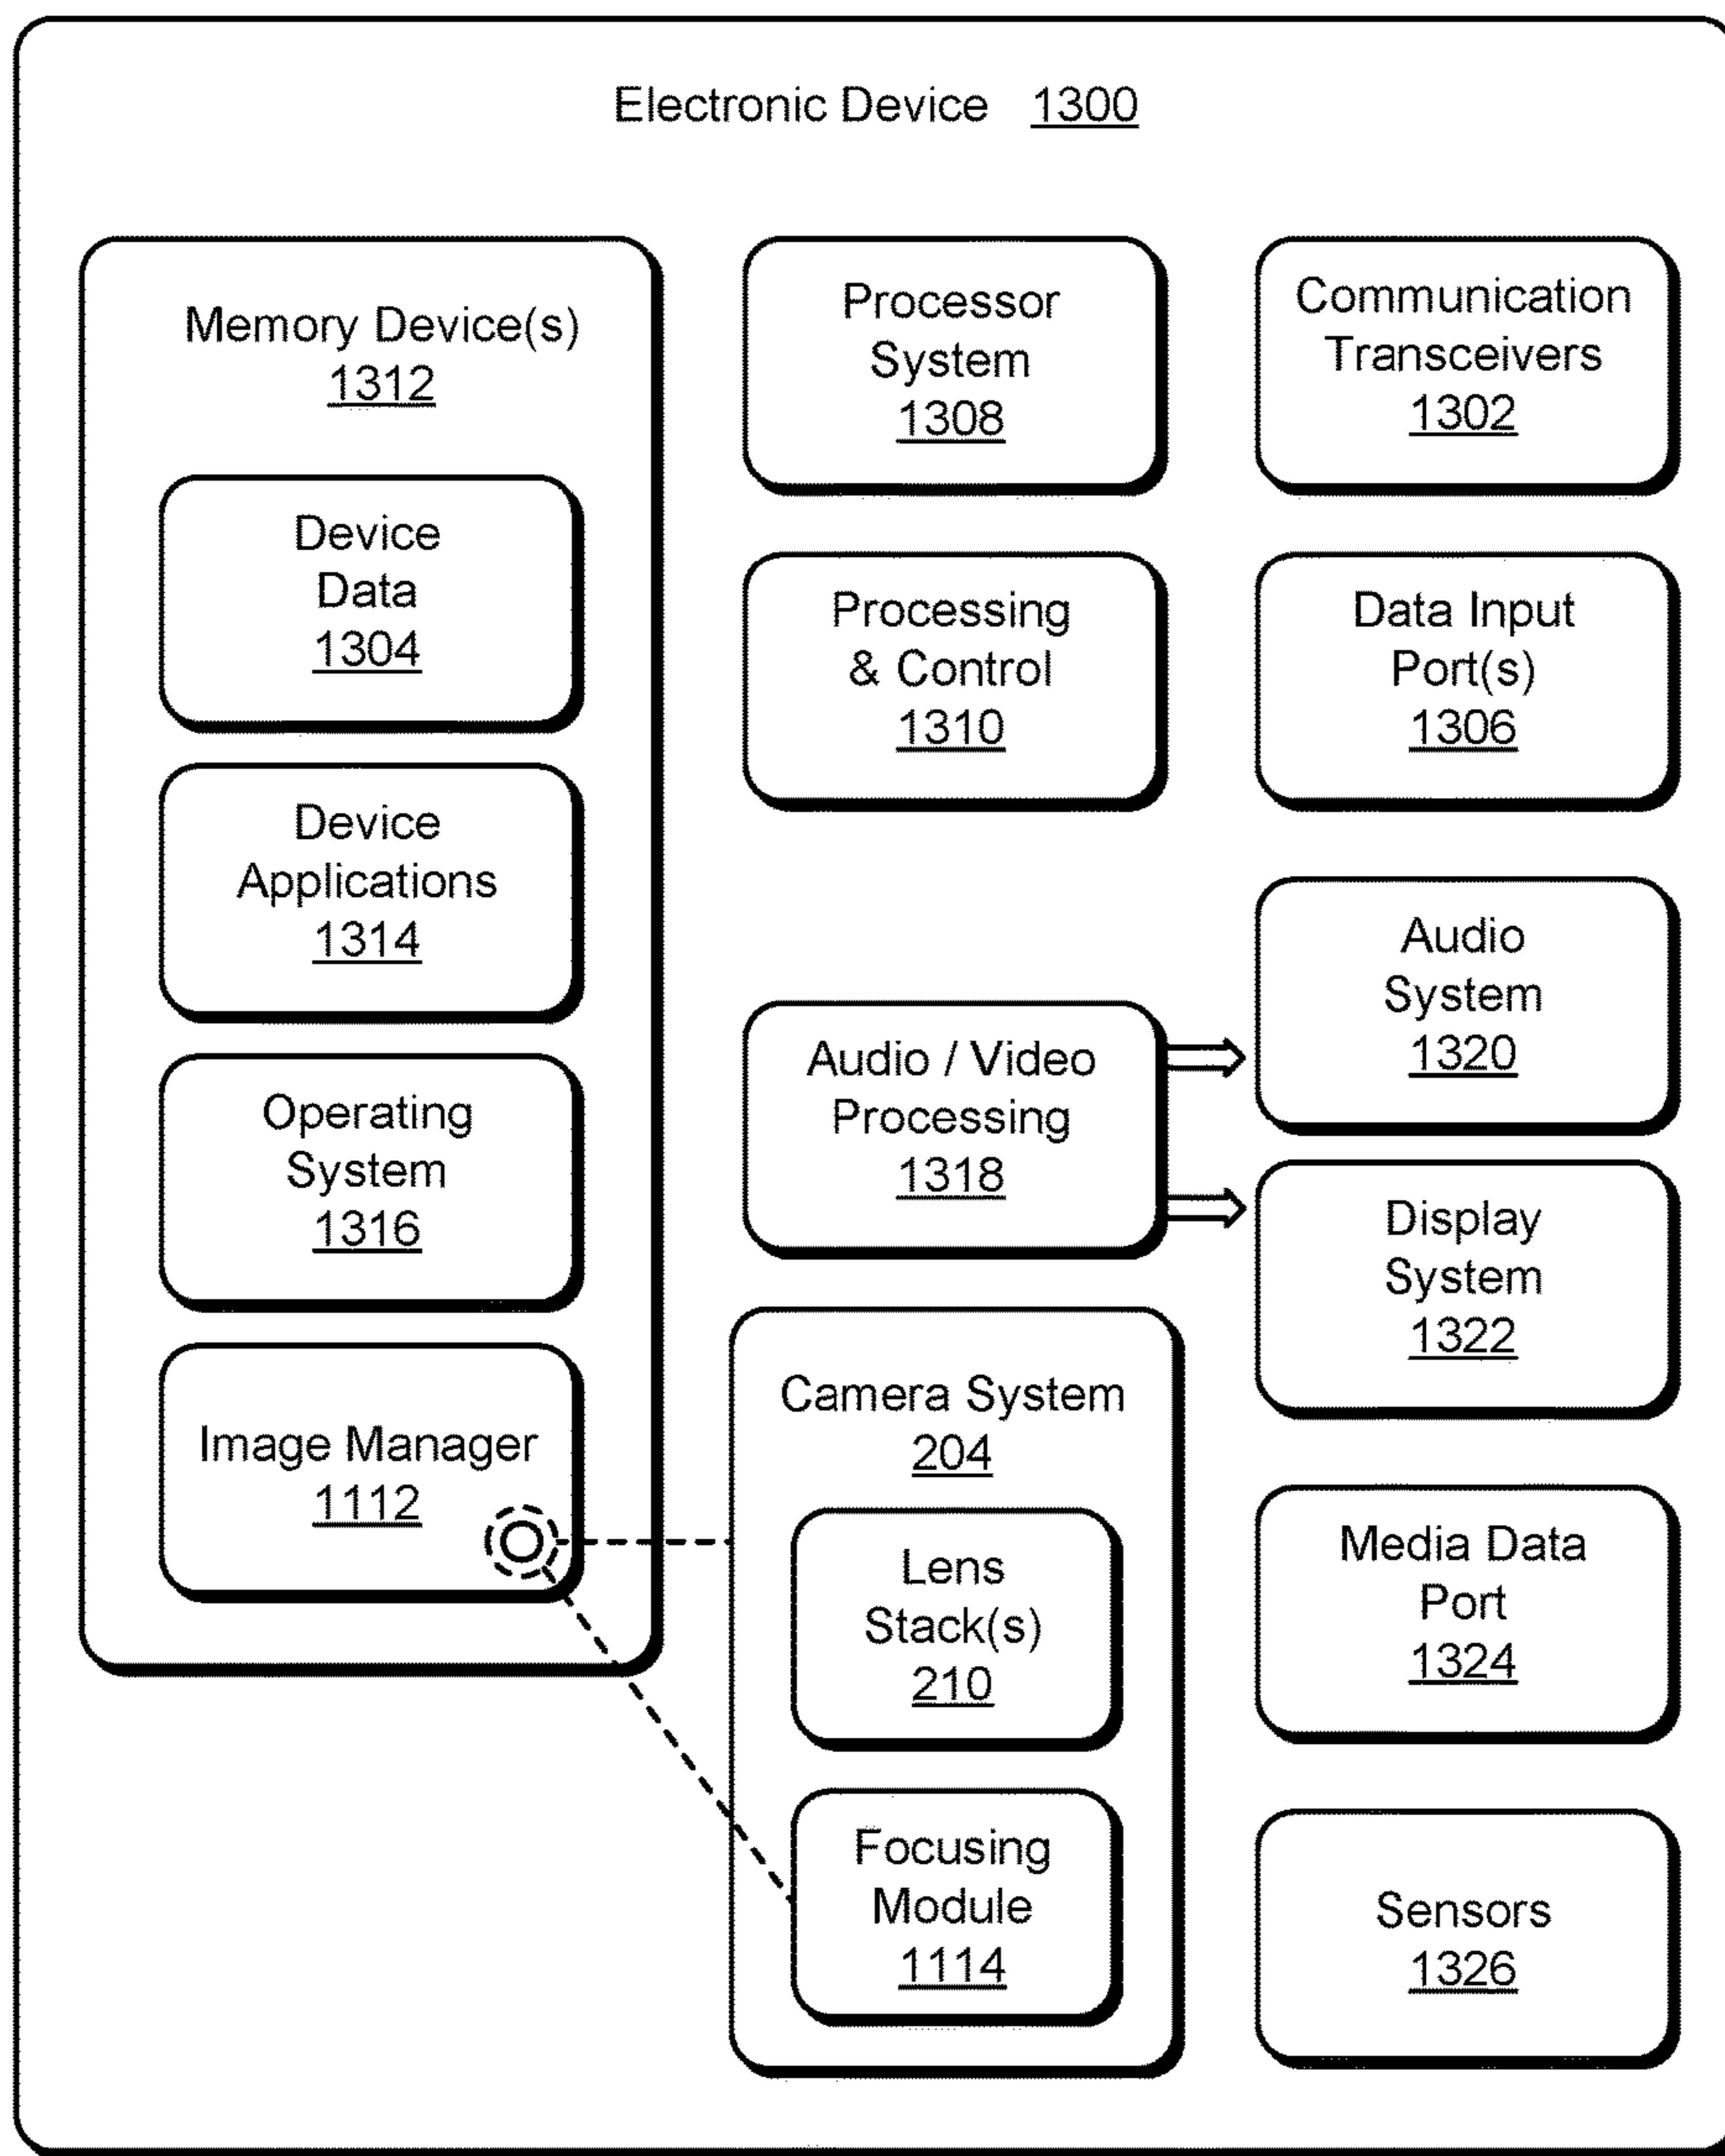 Electronic Device 1300
Memory Device(s)
1312
Device
Data
1304
Device
Applications
1314
Operating
System
1316
Image Manager
1112
Processor
System
1308
Processing
& Control
1310
Audio / Video
Processing
1318
Camera System
204
Lens
Stack(s)
210
Focusing
Module
1114
Communication
Transceivers
1302
Data Input
Port(s)
1306
Audio
System
1320
Display
System
1322
Media Data
Port
1324
Sensors
1326